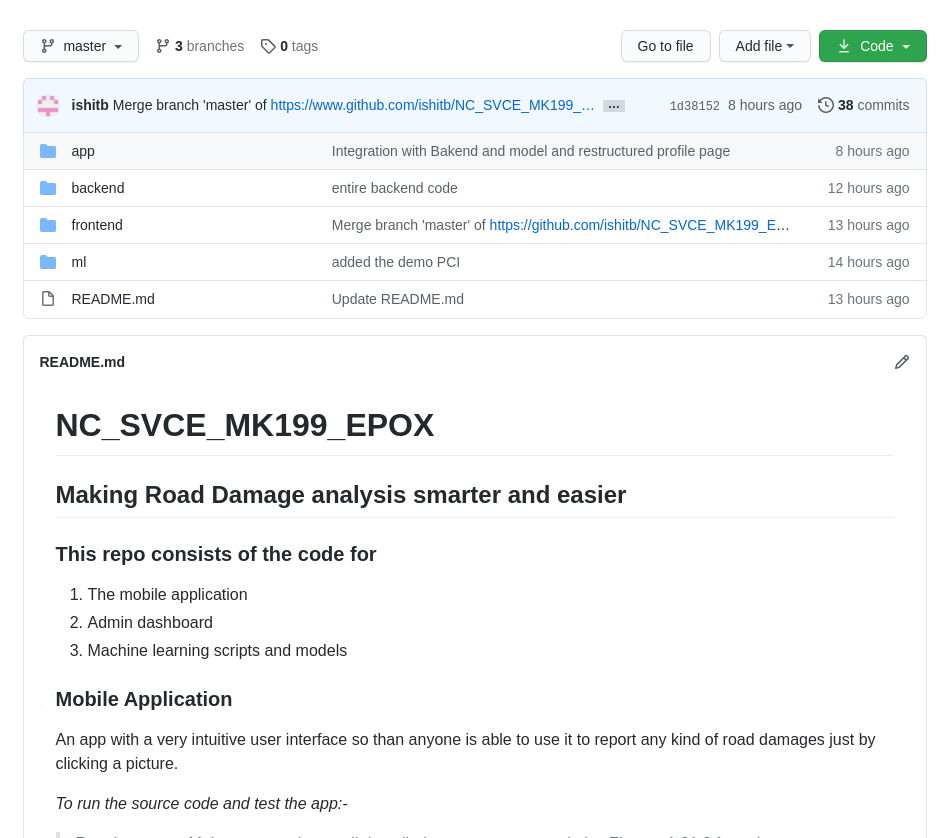 master 3 branches 0 tags Go to file Add file Code
ishitb Merge branch 'master' of https://www.github.com/ishitb/NC_SVCE_MK199_… ... 1d38152 8 hours ago 38 commits
app Integration with Bakend and model and restructured profile page 8 hours ago
backend entire backend code 12 hours ago
frontend Merge branch 'master' of https://github.com/ishitb/NC_SVCE_MK199_E… 13 hours ago
ml added the demo PCI 14 hours ago
README.md Update README.md 13 hours ago
README.md
NC_SVCE_MK199_EPOX
Making Road Damage analysis smarter and easier
This repo consists of the code for
1. The mobile application
2. Admin dashboard
3. Machine learning scripts and models
Mobile Application
An app with a very intuitive user interface so than anyone is able to use it to report any kind of road damages just by
clicking a picture.
To run the source code and test the app:-